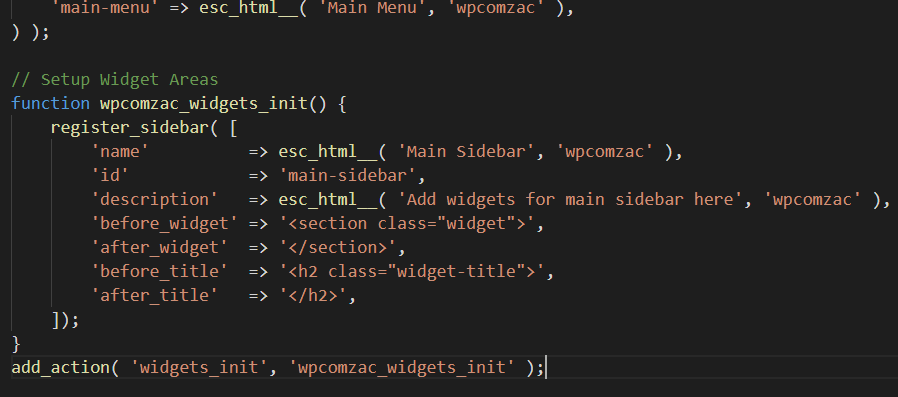 'main-menu' => esc_html__( 'Main Menu', 'wpcomzac' ),
) );
// Setup Widget Areas
function wpcomzac_widgets_init() {
    register_sidebar( [
        'name'          => esc_html__( 'Main Sidebar', 'wpcomzac' ),
        'id'            => 'main-sidebar',
        'description'   => esc_html__( 'Add widgets for main sidebar here', 'wpcomzac' ),
        'before_widget' => '<section class="widget">',
        'after_widget'  => '</section>',
        'before_title'  => '<h2 class="widget-title">',
        'after_title'   => '</h2>',
    ]);
}
add_action( 'widgets_init', 'wpcomzac_widgets_init' );